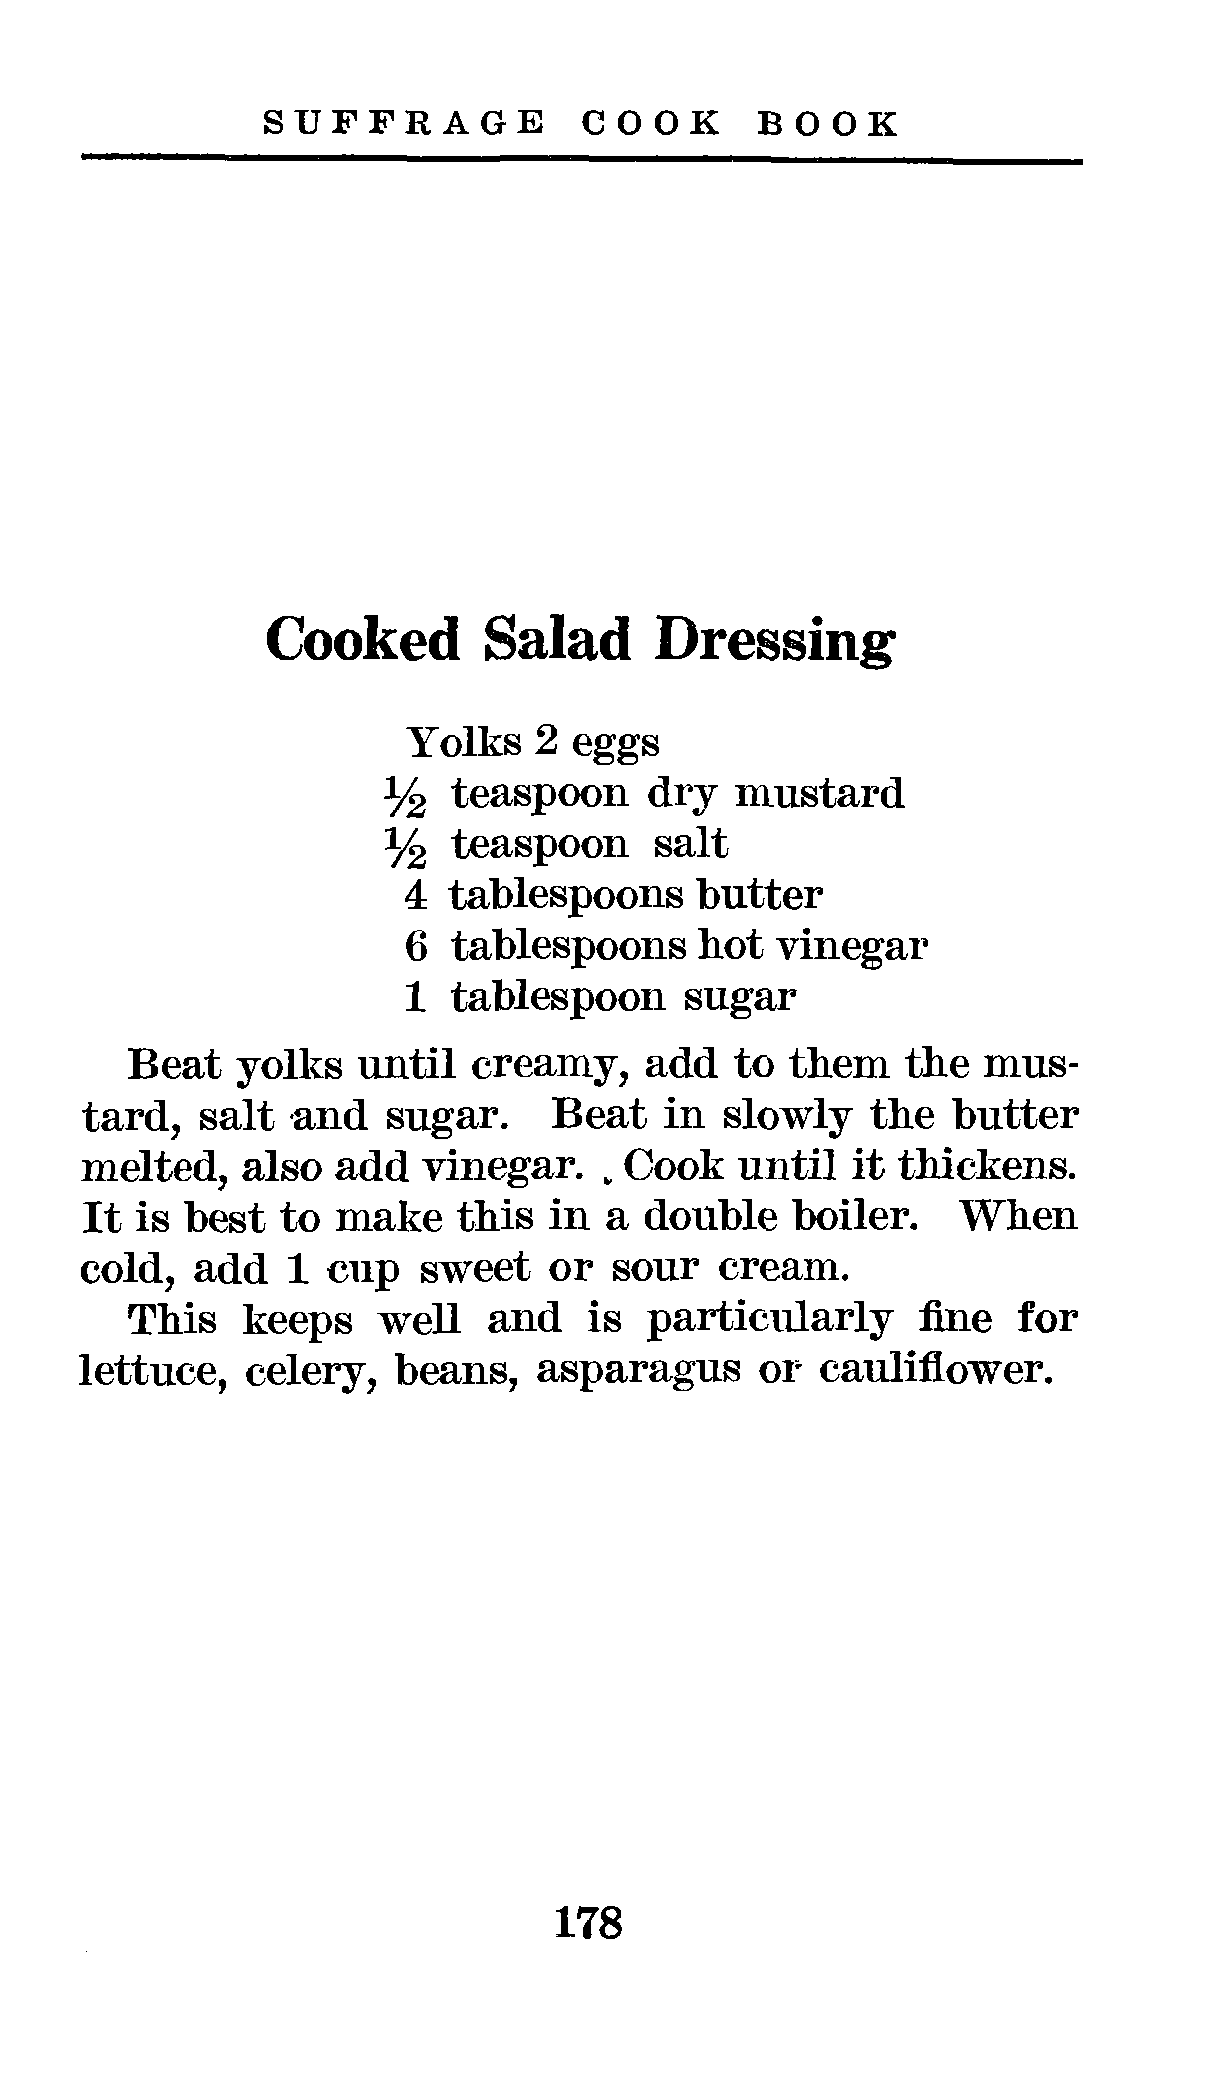 SUFFRAGE COOK BOOK
Cooked Salad Dressing
Yolks 2 eggs
½ teaspoon dry mustard
½ teaspoon salt
4 tablespoons butter
6 tablespoons hot vinegar
1 tablespoon sugar
Beat yolks until creamy, add to them the mus-
tard, salt and sugar. Beat in slowly the butter
melted, also add vinegar. Cook until it thickens.
It is best to make this in a double boiler. When
cold, add 1 cup sweet or sour cream.
This keeps well and is particularly fine for
lettuce, celery, beans, asparagus or cauliflower.
178